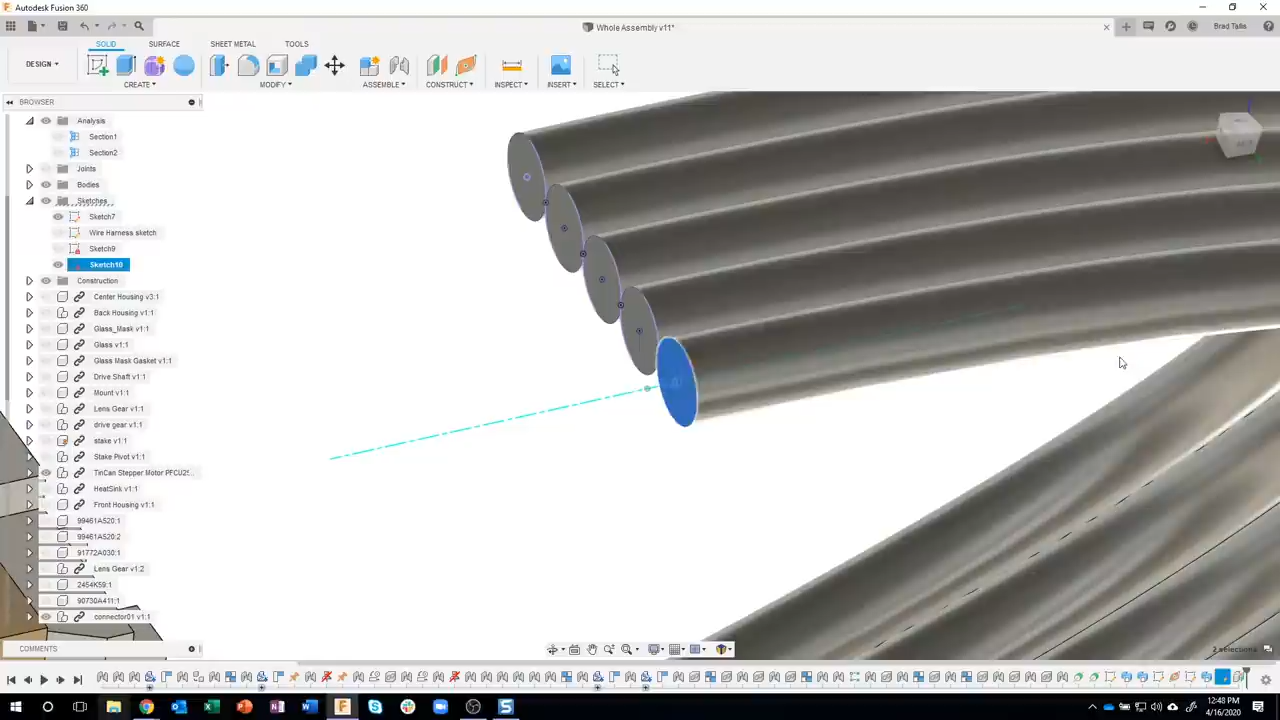 Autodesk Fusion 360
Whole Assembly v11*
Brad Tallis
SOLID SURFACE SHEET METAL TOOLS
DESIGN
CREATE MODIFY ASSEMBLE CONSTRUCT INSPECT INSERT SELECT
BROWSER
Analysis
Section1
Section2
Joints
Bodies
Sketches
Sketch7
Wire Harness sketch
Sketch9
Sketch10
Construction
Center Housing v3:1
Back Housing v1:1
Glass_Mask v1:1
Glass v1:1
Glass Mask Gasket v1:1
Drive Shaft v1:1
Mount v1:1
Lens Gear v1:1
drive gear v1:1
stake v1:1
Stake Pivot v1:1
TinCan Stepper Motor PFCU25...
HeatSink v1:1
Front Housing v1:1
99461A520:1
99461A520:2
91772A030:1
Lens Gear v1:2
2454K59:1
90730A411:1
connector01 v1:1
COMMENTS
12:48 PM
4/16/2020